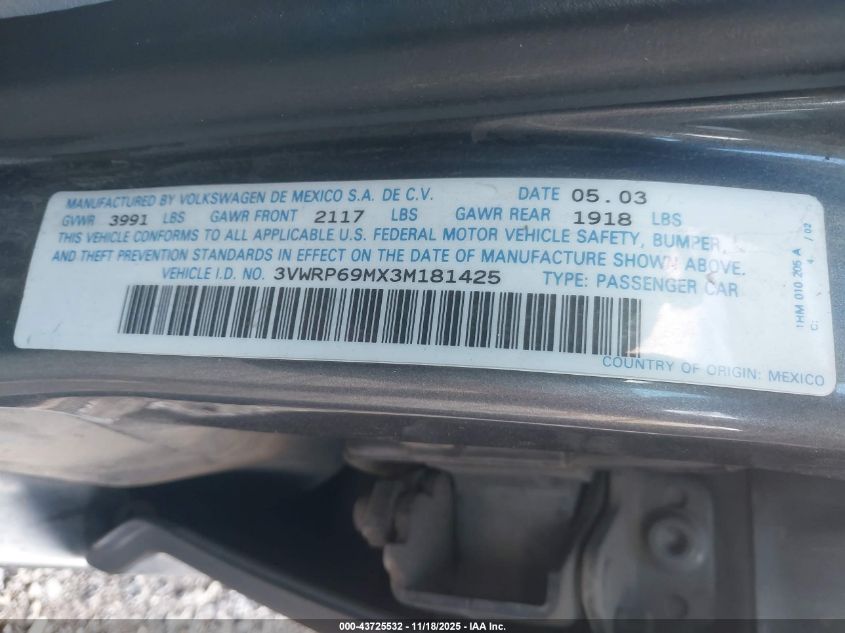 MANUFACTURED BY VOLKSWAGEN DE MEXICO S.A. DE C.V. DATE 05.03
GVWR 3991 LBS GAWR FRONT 2117 LBS GAWR REAR 1918 LBS
THIS VEHICLE CONFORMS TO ALL APPLICABLE U.S. FEDERAL MOTOR VEHICLE SAFETY, BUMPER,
AND THEFT PREVENTION STANDARDS IN EFFECT ON THE DATE OF MANUFACTURE SHOWN ABOVE.
VEHICLE I.D. NO. 3VWRP69MX3M181425 TYPE: PASSENGER CAR
COUNTRY OF ORIGIN: MEXICO
1HM 010 205 A
C: 4 / 02
000-43725532 - 11/18/2025 - IAA Inc.